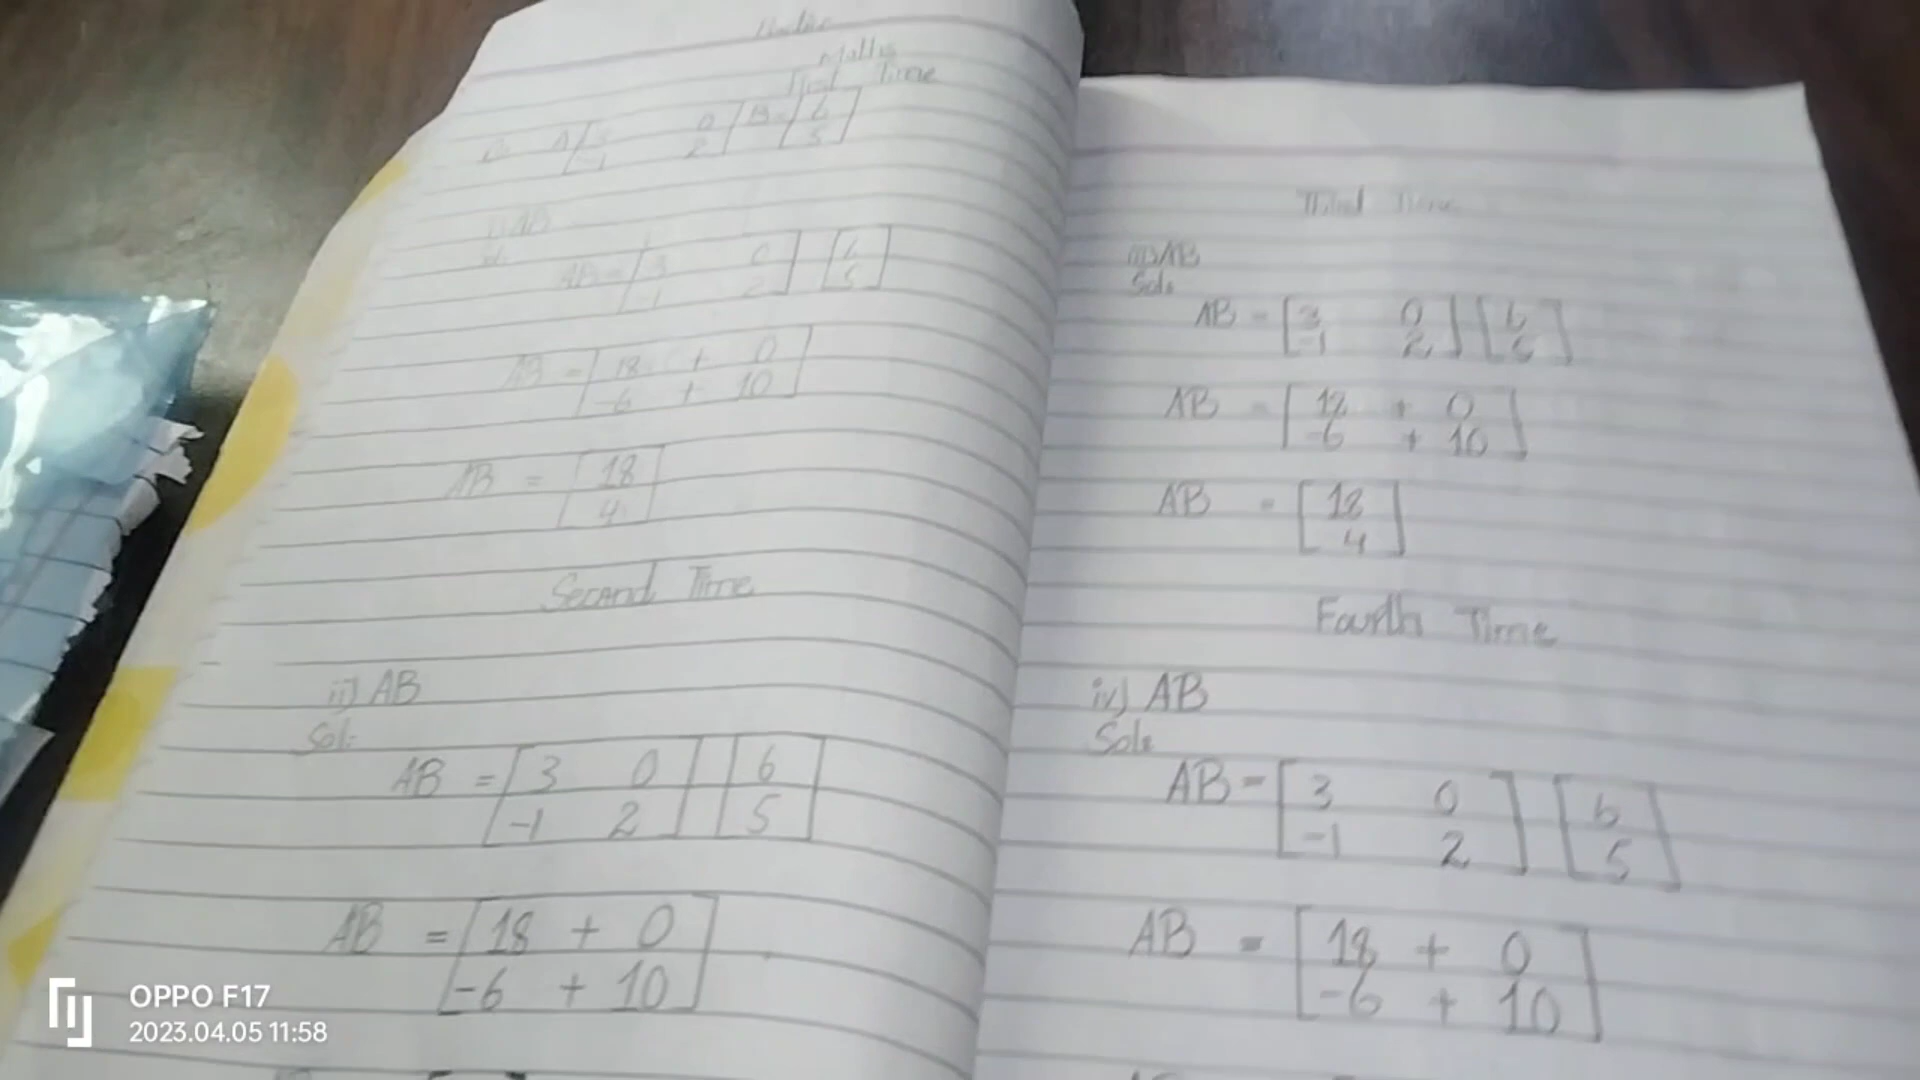 Maths
First Time
A [3 0
-1 2] B = [6
5]
i) AB
Sol:
AB = [3 0
-1 2] [6
5]
AB = [18 + 0
-6 + 10]
AB = [18
4]
Second Time
ii) AB
Sol:
AB = [3 0
-1 2] [6
5]
AB = [18 + 0
-6 + 10]
Third Time
iii) AB
Sol:
AB = [3 0
-1 2] [6
5]
AB = [18 + 0
-6 + 10]
AB = [18
4]
Fourth Time
iv) AB
Sol:
AB = [3 0
-1 2] [6
5]
AB = [18 + 0
-6 + 10]
OPPO F17
2023.04.05 11:58